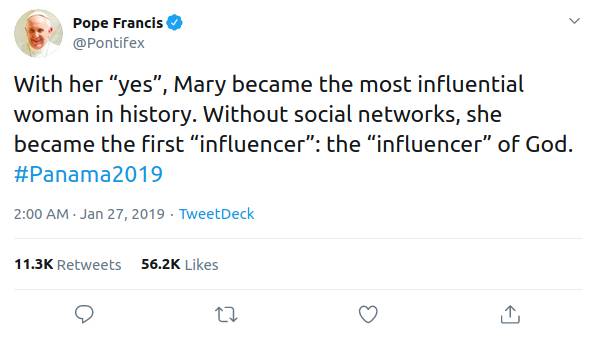 Pope Francis
@Pontifex
With her “yes”, Mary became the most influential
woman in history. Without social networks, she
became the first “influencer”: the “influencer” of God.
#Panama2019
2:00 AM · Jan 27, 2019 · TweetDeck
11.3K Retweets 56.2K Likes